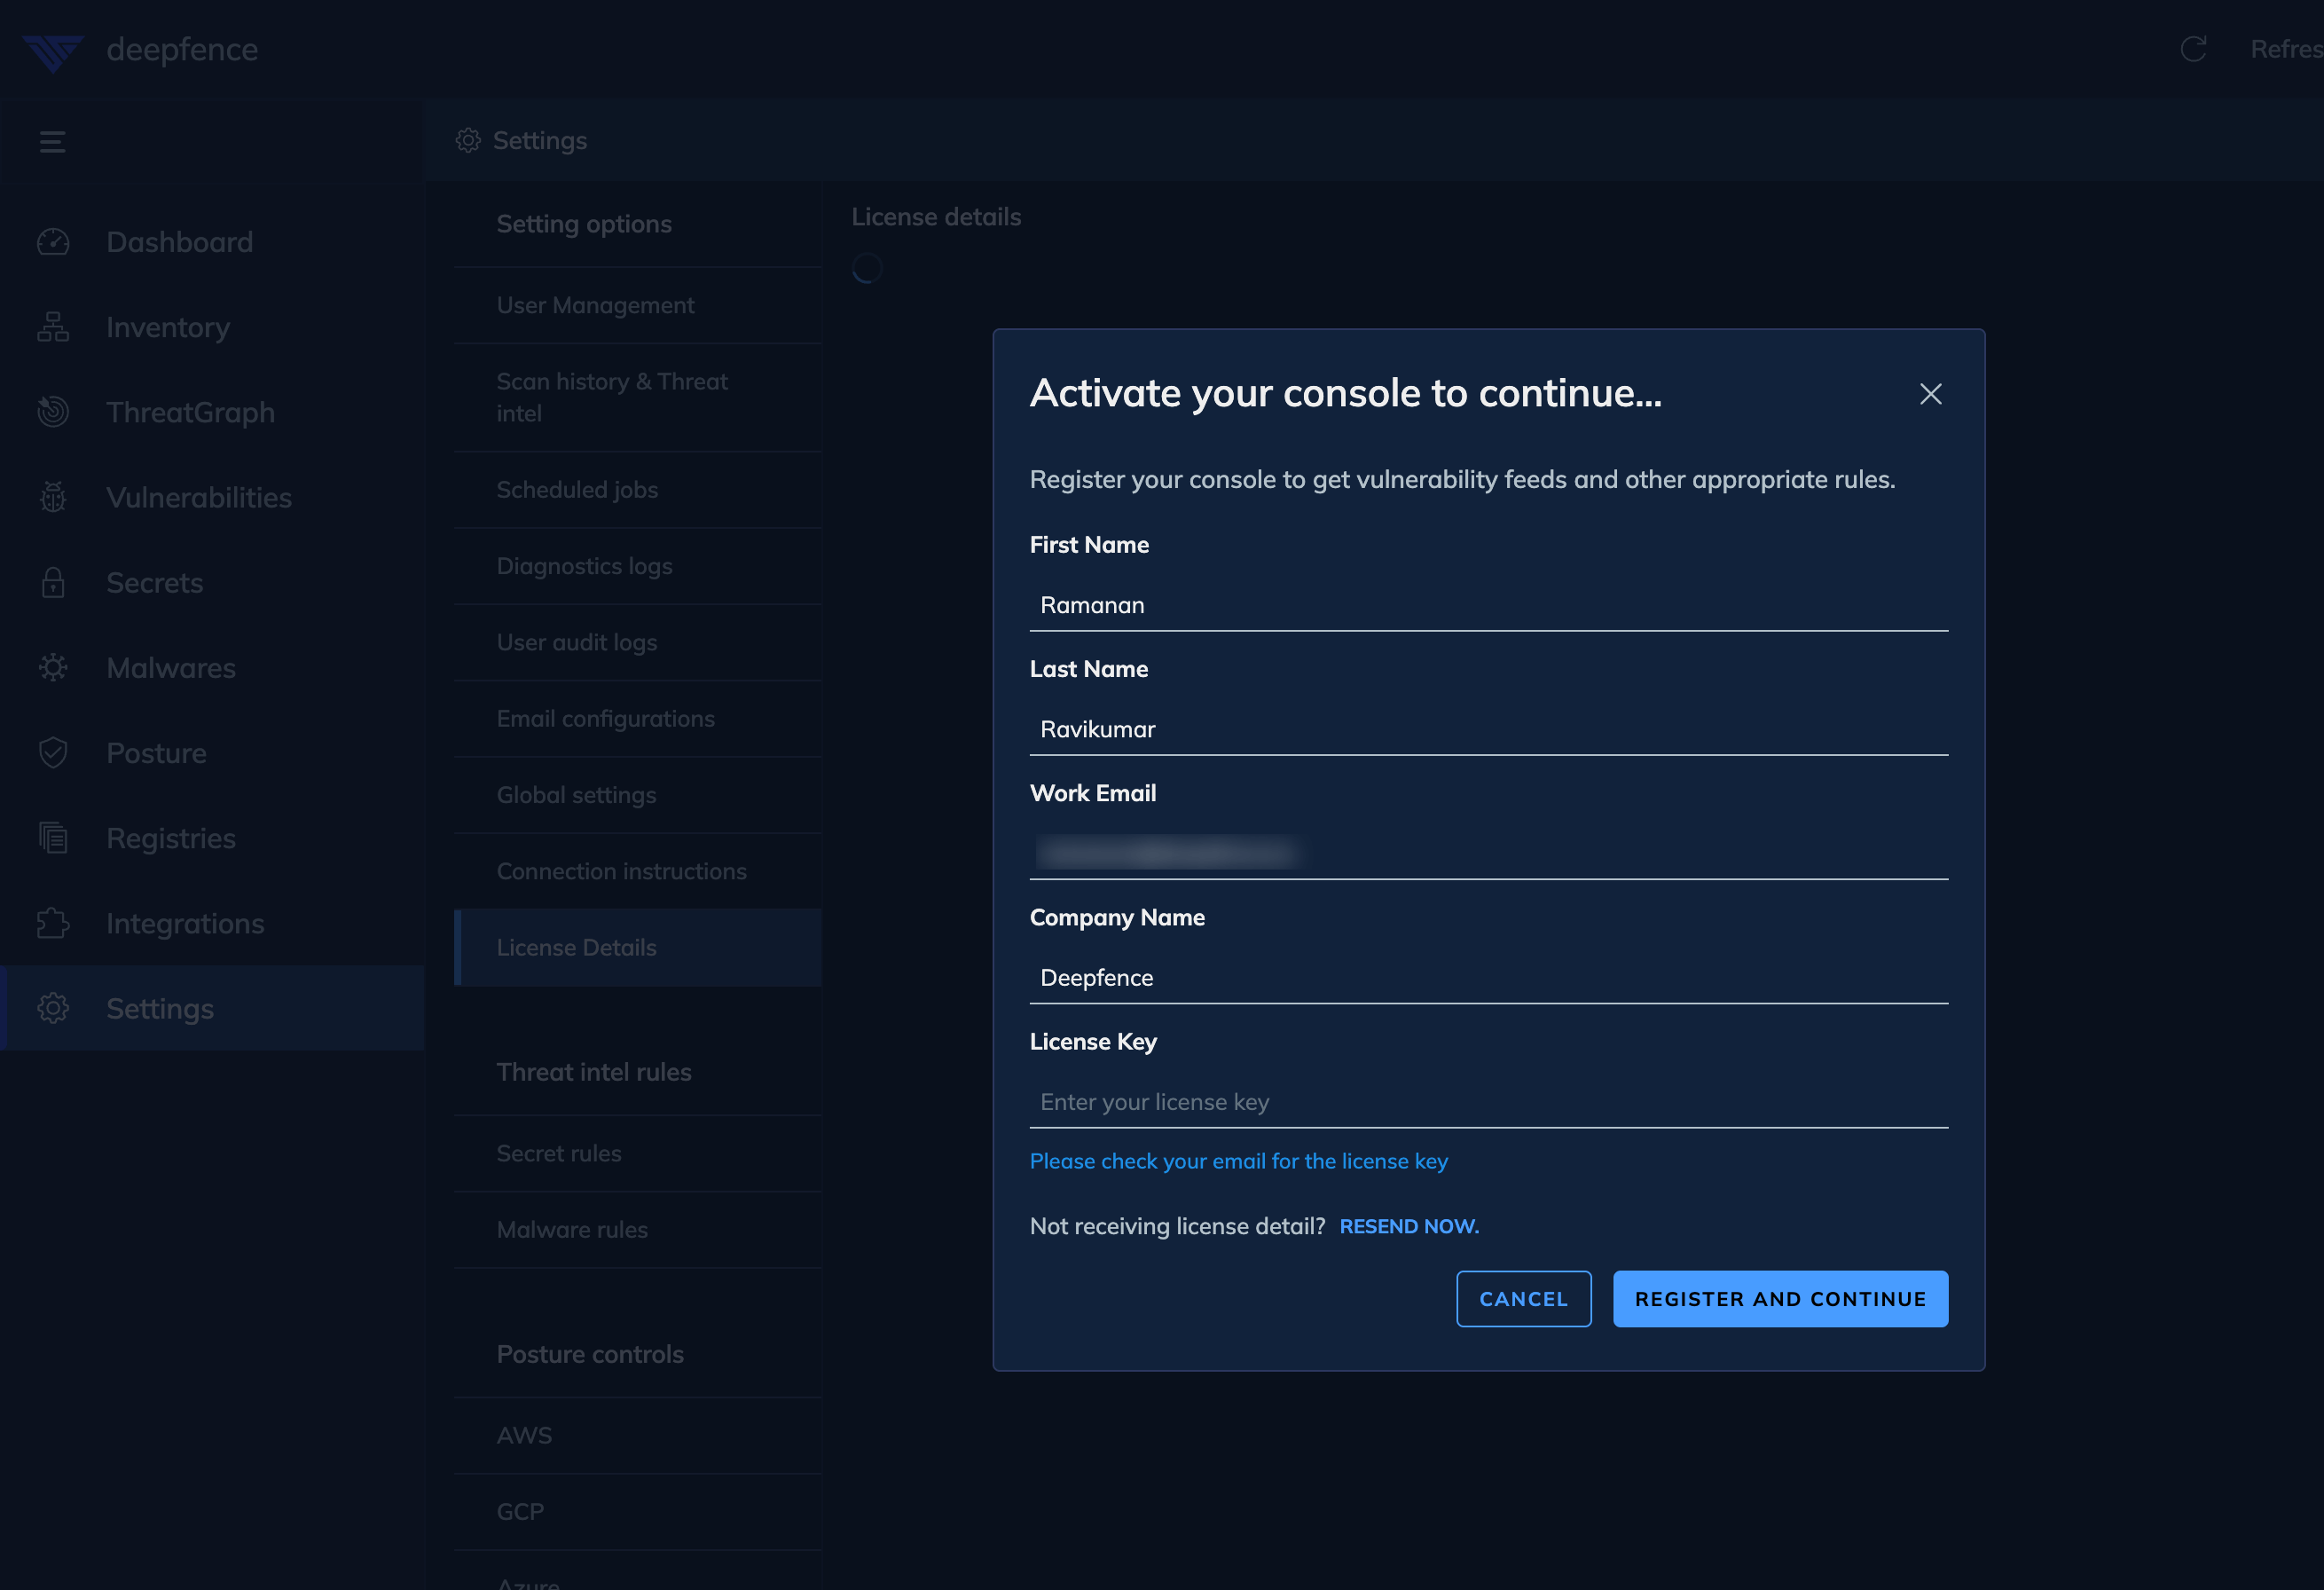 deepfence
Refres
Settings
Dashboard
Inventory
ThreatGraph
Vulnerabilities
Secrets
Malwares
Posture
Registries
Integrations
Settings
Setting options
User Management
Scan history & Threat
intel
Scheduled jobs
Diagnostics logs
User audit logs
Email configurations
Global settings
Connection instructions
License Details
Threat intel rules
Secret rules
Malware rules
Posture controls
AWS
GCP
Azure
License details
Activate your console to continue...
Register your console to get vulnerability feeds and other appropriate rules.
First Name
Ramanan
Last Name
Ravikumar
Work Email
Company Name
Deepfence
License Key
Enter your license key
Please check your email for the license key
Not receiving license detail? RESEND NOW.
CANCEL
REGISTER AND CONTINUE